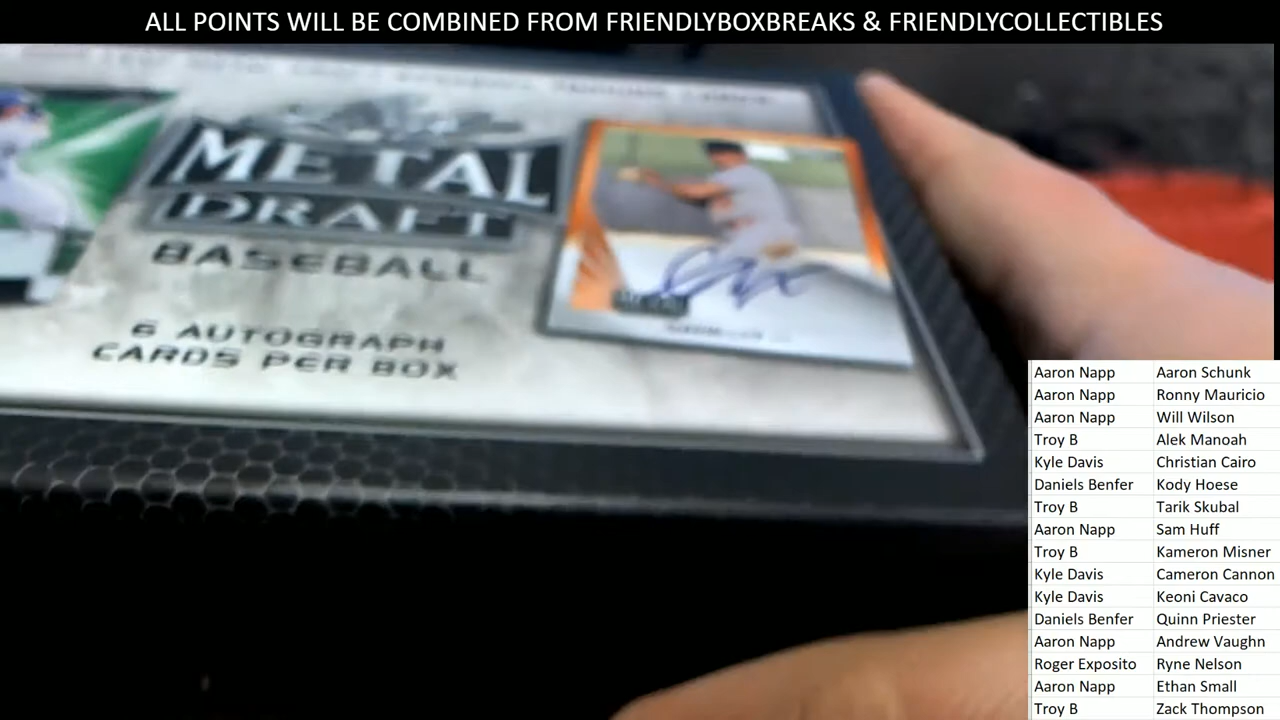 ALL POINTS WILL BE COMBINED FROM FRIENDLYBOXBREAKS & FRIENDLYCOLLECTIBLES
METAL
DRAFT
BASEBALL
6 AUTOGRAPH
CARDS PER BOX
Aaron Napp Aaron Schunk
Aaron Napp Ronny Mauricio
Aaron Napp Will Wilson
Troy B Alek Manoah
Kyle Davis Christian Cairo
Daniels Benfer Kody Hoese
Troy B Tarik Skubal
Aaron Napp Sam Huff
Troy B Kameron Misner
Kyle Davis Cameron Cannon
Kyle Davis Keoni Cavaco
Daniels Benfer Quinn Priester
Aaron Napp Andrew Vaughn
Roger Exposito Ryne Nelson
Aaron Napp Ethan Small
Troy B Zack Thompson